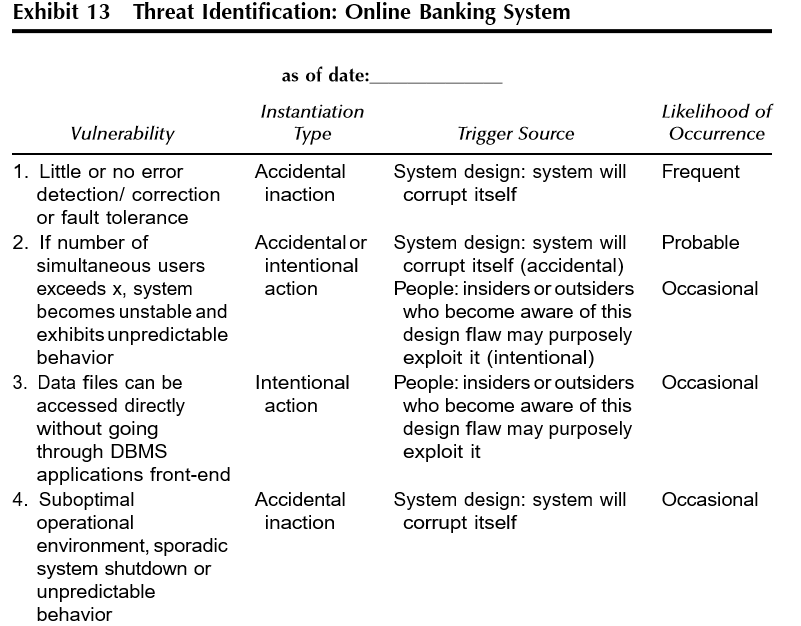 Exhibit 13 Threat Identification: Online Banking System
as of date:______________
Instantiation Likelihood of
Vulnerability Type Trigger Source Occurrence
1. Little or no error Accidental System design: system will Frequent
detection/ correction inaction corrupt itself
or fault tolerance
2. If number of Accidental or System design: system will Probable
simultaneous users intentional corrupt itself (accidental)
exceeds x, system action People: insiders or outsiders Occasional
becomes unstable and who become aware of this
exhibits unpredictable design flaw may purposely
behavior exploit it (intentional)
3. Data files can be Intentional People: insiders or outsiders Occasional
accessed directly action who become aware of this
without going design flaw may purposely
through DBMS exploit it
applications front-end
4. Suboptimal Accidental System design: system will Occasional
operational inaction corrupt itself
environment, sporadic
system shutdown or
unpredictable
behavior